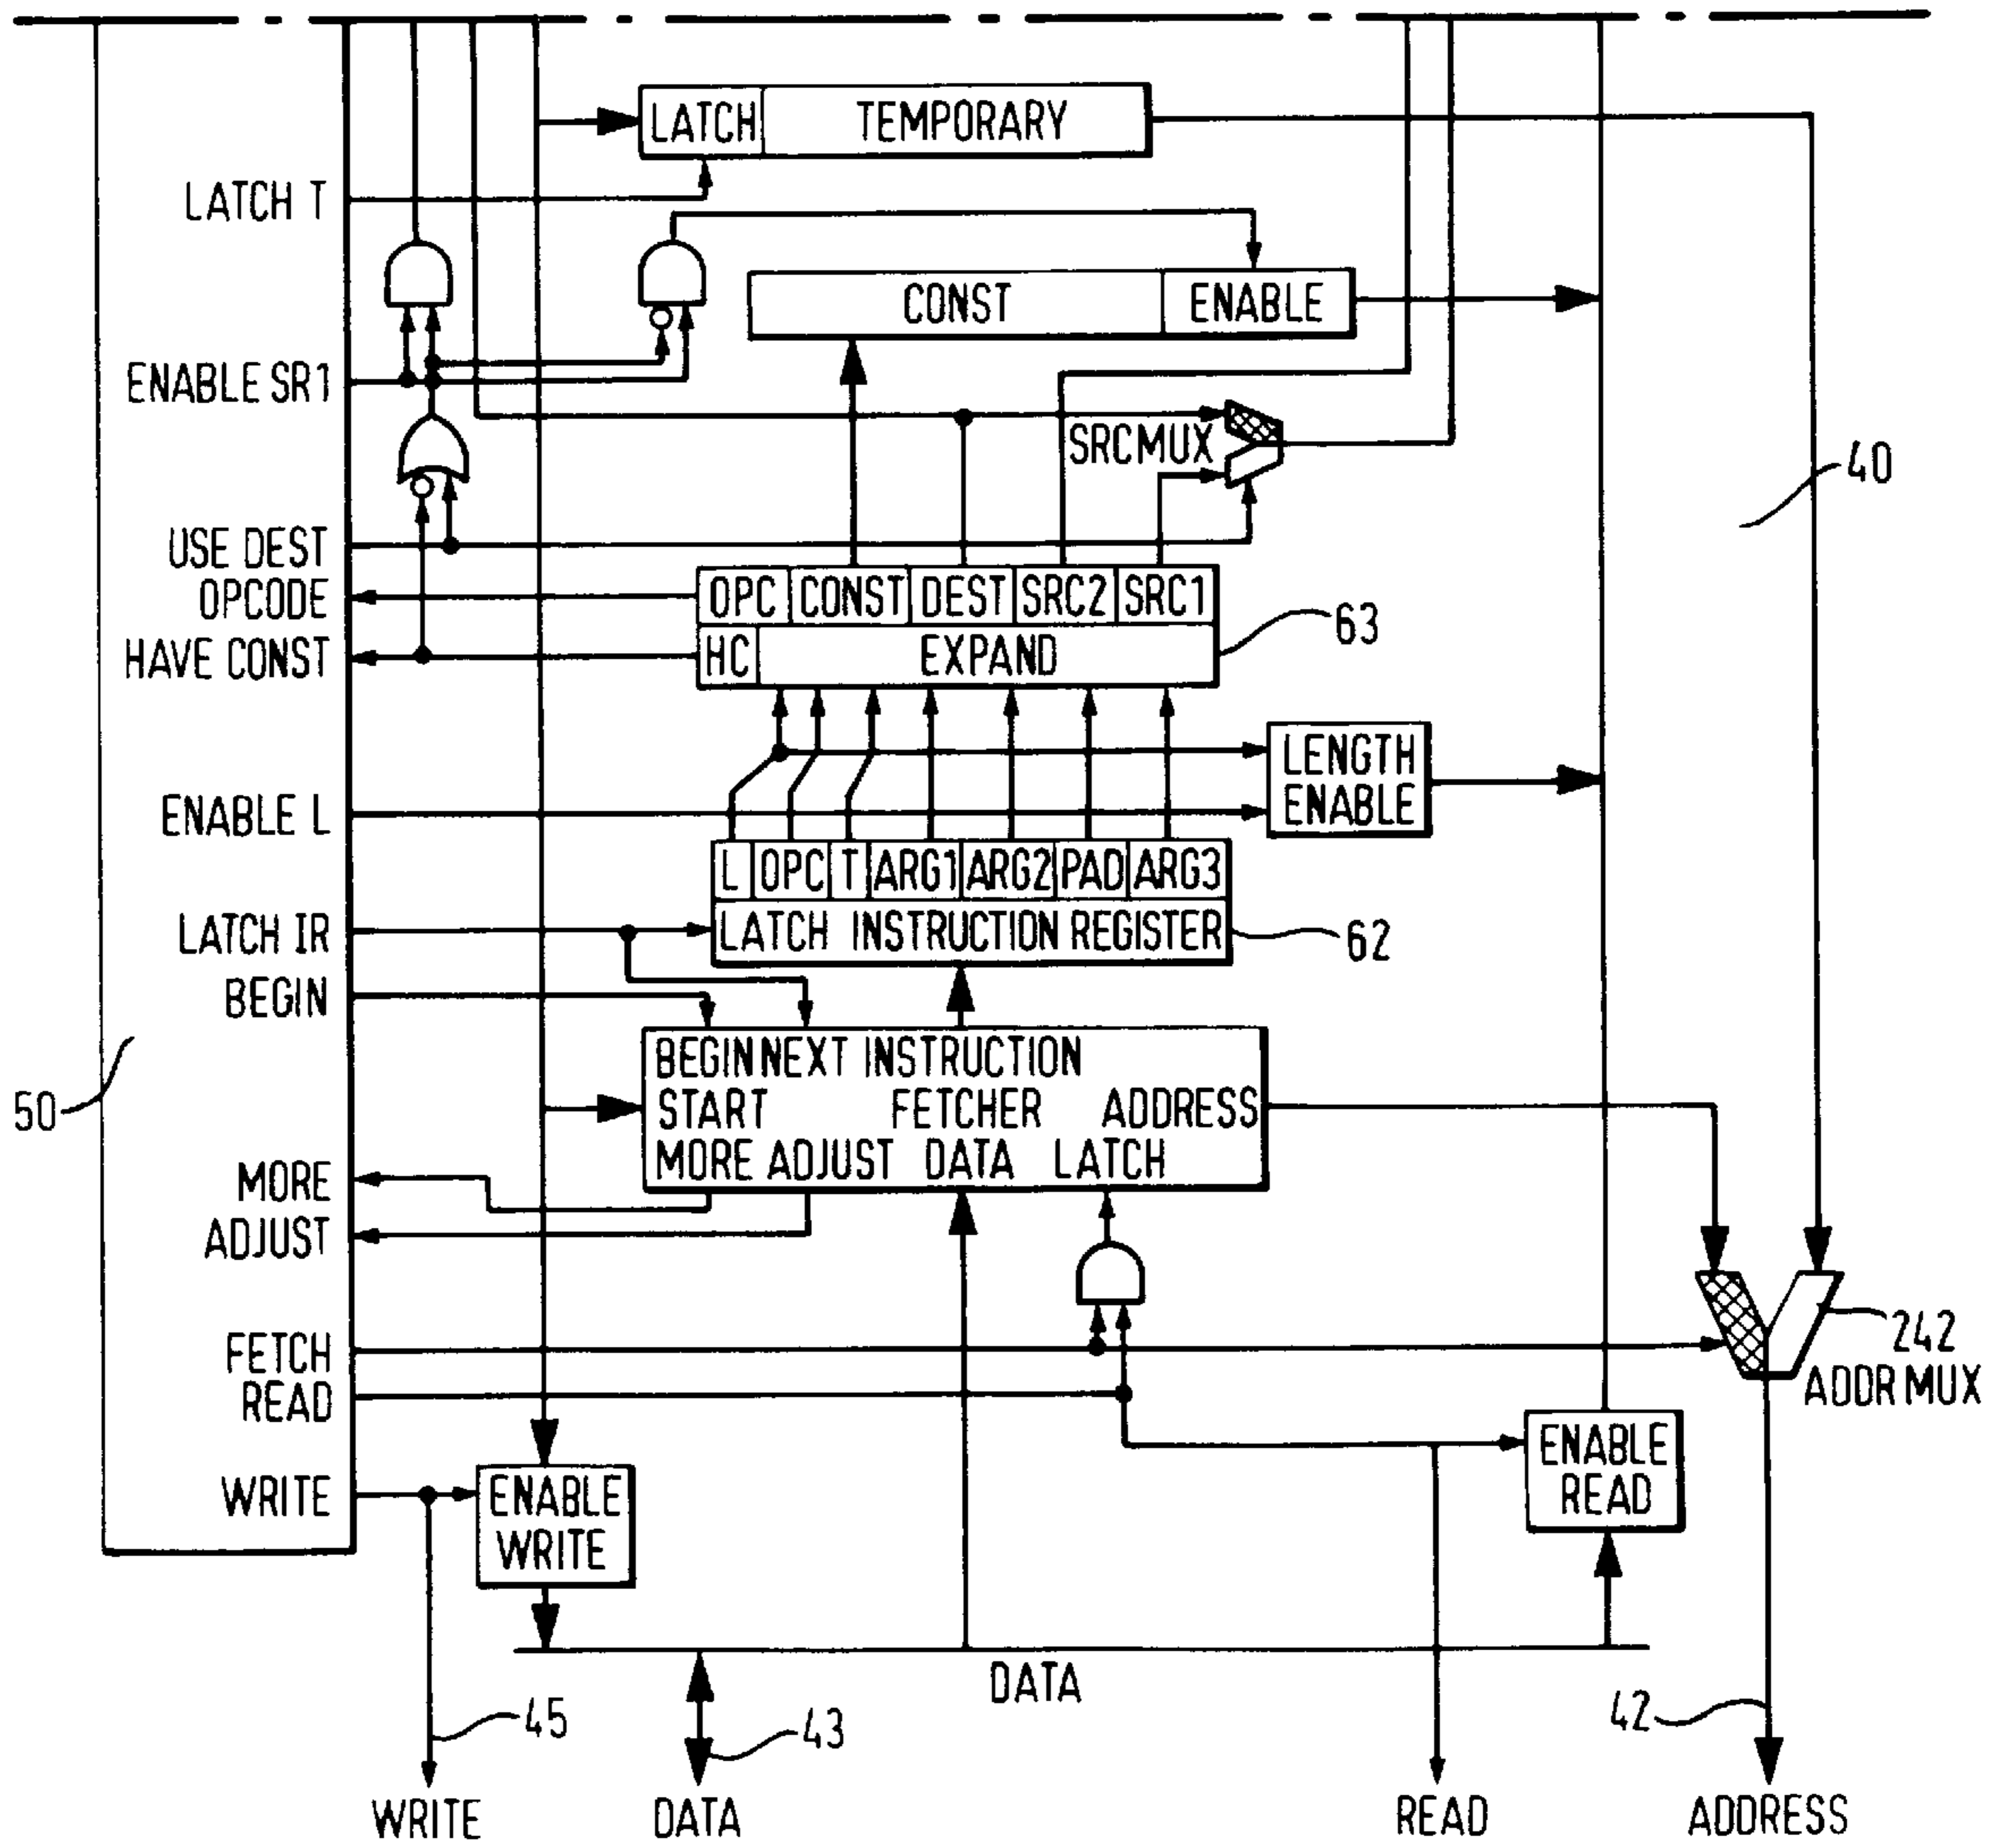 LATCH TEMPORARY
LATCH T
CONST ENABLE
ENABLE SR1
SRCMUX
40
USE DEST
OPC CONST DEST SRC2 SRC1
OPCODE
63
HAVE CONST
HC EXPAND
LENGTH
ENABLE
ENABLE L
L OPC T ARG1 ARG2 PAD ARG3
LATCH IR
LATCH INSTRUCTION REGISTER
62
BEGIN
BEGIN NEXT INSTRUCTION
50
START FETCHER ADDRESS
MORE ADJUST DATA LATCH
MORE
ADJUST
FETCH
242
READ
ADDR MUX
ENABLE
READ
WRITE
ENABLE
WRITE
DATA
45
43
42
WRITE
DATA
READ
ADDRESS